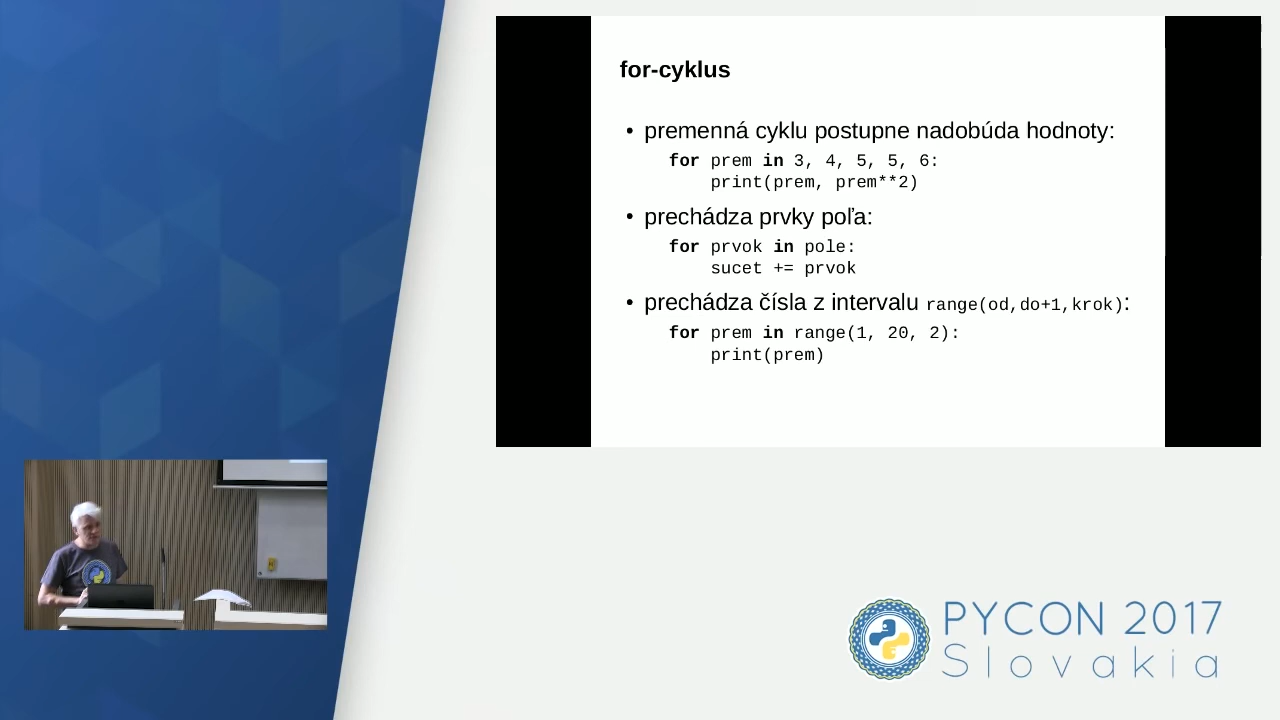 for-cyklus
• premenná cyklu postupne nadobúda hodnoty:
for prem in 3, 4, 5, 5, 6:
print(prem, prem**2)
• prechádza prvky poľa:
for prvok in pole:
sucet += prvok
• prechádza čísla z intervalu range(od,do+1,krok):
for prem in range(1, 20, 2):
print(prem)
PYCON 2017
Slovakia